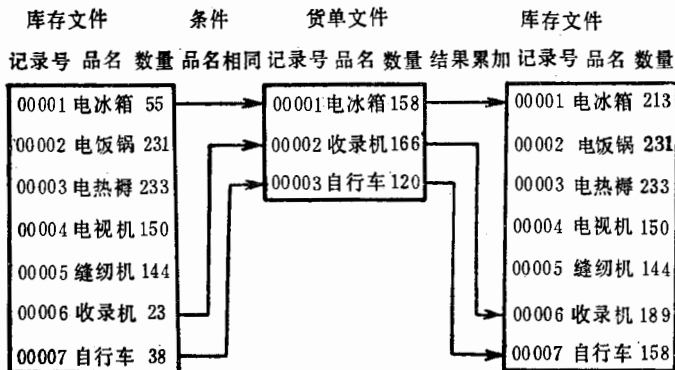 库存文件 条件 货单文件 库存文件
记录号 品名 数量 品名相同 记录号 品名 数量 结果累加 记录号 品名 数量
00001 电冰箱 55 00001 电冰箱 158 00001 电冰箱 213
00002 电饭锅 231 00002 收录机 166 00002 电饭锅 231
00003 电热褥 233 00003 自行车 120 00003 电热褥 233
00004 电视机 150 00004 电视机 150
00005 缝纫机 144 00005 缝纫机 144
00006 收录机 23 00006 收录机 189
00007 自行车 38 00007 自行车 158